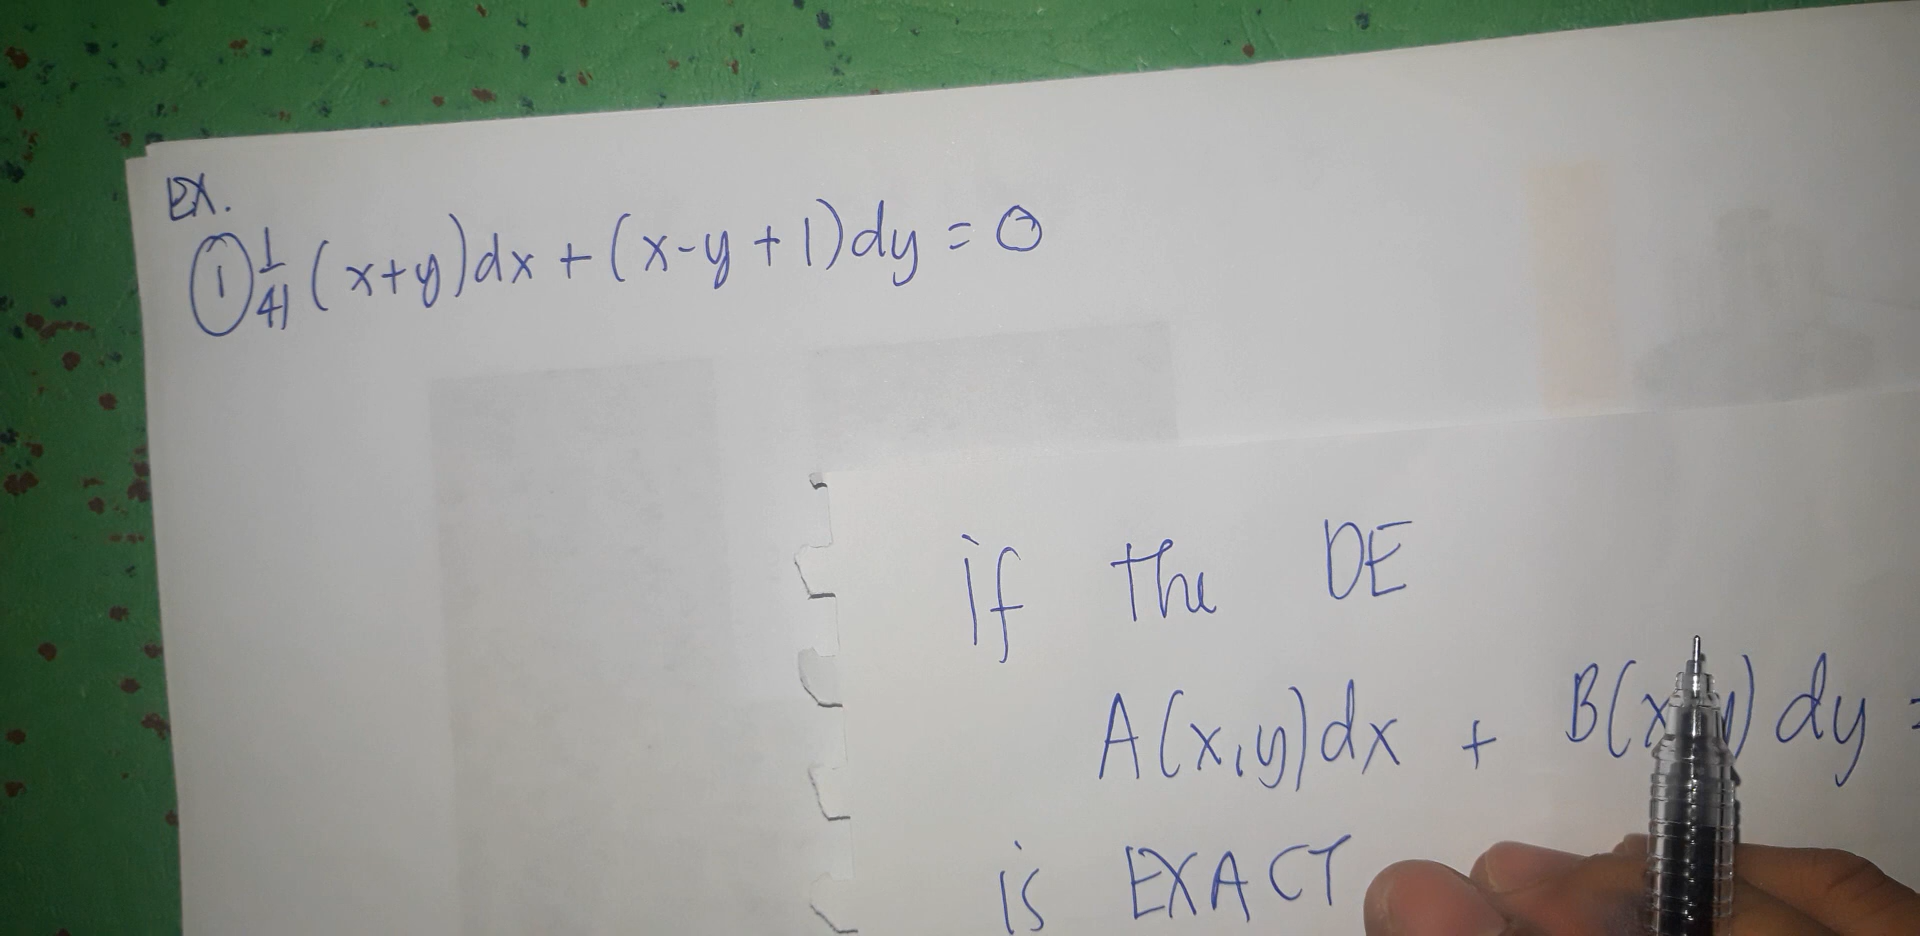 EX.
① 1/41 (x+y)dx + (x-y+1)dy = 0
if the DE
A(x,y)dx + B(x,y)dy =
is EXACT